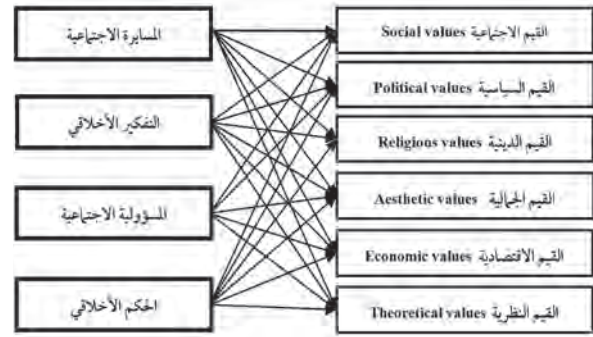 المسايرة الاجتماعية
التفكير الأخلاقي
المسؤولية الاجتماعية
الحكم الأخلاقي
القيم الاجتماعية Social values
القيم السياسية Political values
القيم الدينية Religious values
القيم الجمالية Aesthetic values
القيم الاقتصادية Economic values
القيم النظرية Theoretical values